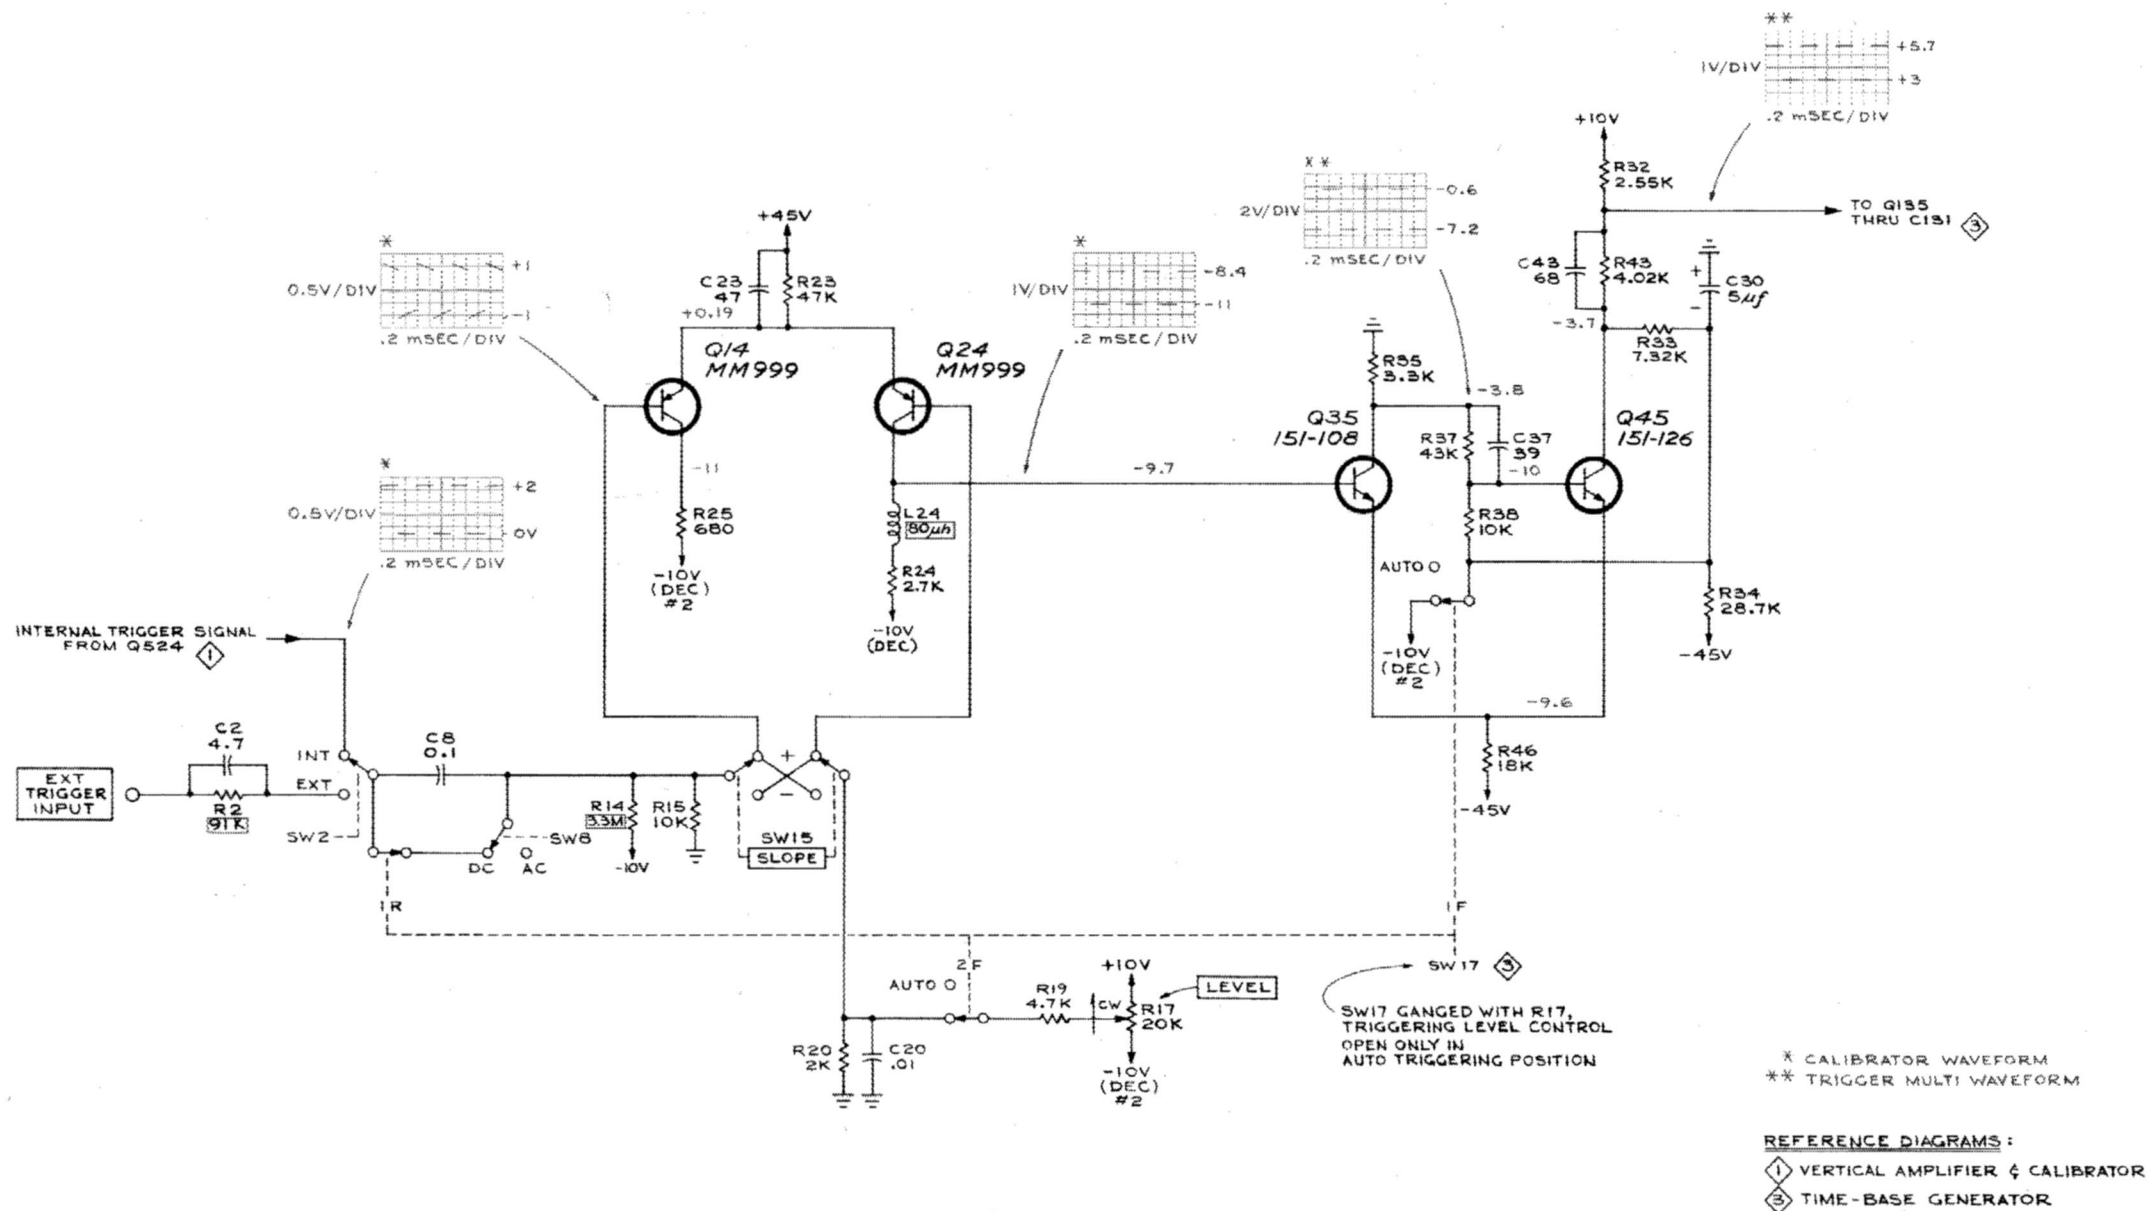 **
1V/DIV
+5.7
+3
.2 mSEC/DIV
+10V
R32
2.55K
TO Q135
THRU C131
3
**
2V/DIV
-0.6
-7.2
.2 mSEC/DIV
C43
68
R43
4.02K
+
C30
5µf
-
-3.7
R33
7.32K
+45V
C23
47
R23
47K
+0.19
*
0.5V/DIV
+1
-1
.2 mSEC/DIV
Q14
MM999
Q24
MM999
*
1V/DIV
-8.4
-11
.2 mSEC/DIV
R35
3.3K
-3.8
Q35
151-108
R37
43K
C37
39
-10
Q45
151-126
-11
-9.7
*
0.5V/DIV
+2
0V
.2 mSEC/DIV
R25
680
-10V
(DEC)
#2
L24
80µh
R24
2.7K
-10V
(DEC)
R38
10K
AUTO
-10V
(DEC)
#2
R34
28.7K
-45V
-9.6
R46
18K
-45V
INTERNAL TRIGGER SIGNAL
FROM Q524
1
EXT
TRIGGER
INPUT
C2
4.7
R2
91K
INT
EXT
SW2
C8
0.1
DC
AC
SW8
R14
3.3M
-10V
R15
10K
+
-
SW15
SLOPE
1R
2F
1F
SW17
3
AUTO
R19
4.7K
CW
+10V
R17
20K
LEVEL
-10V
(DEC)
#2
R20
2K
C20
.01
SW17 GANGED WITH R17,
TRIGGERING LEVEL CONTROL
OPEN ONLY IN
AUTO TRIGGERING POSITION
* CALIBRATOR WAVEFORM
** TRIGGER MULTI WAVEFORM
REFERENCE DIAGRAMS:
1 VERTICAL AMPLIFIER & CALIBRATOR
3 TIME-BASE GENERATOR